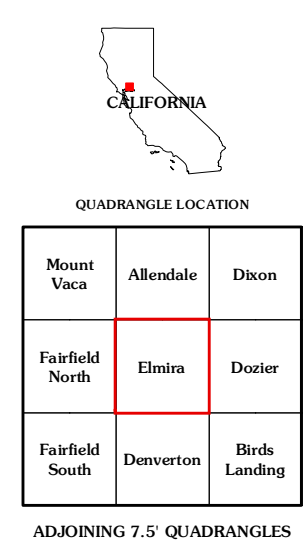 CALIFORNIA
QUADRANGLE LOCATION
Mount
Vaca
Allendale
Dixon
Fairfield
North
Elmira
Dozier
Fairfield
South
Denverton
Birds
Landing
ADJOINING 7.5' QUADRANGLES